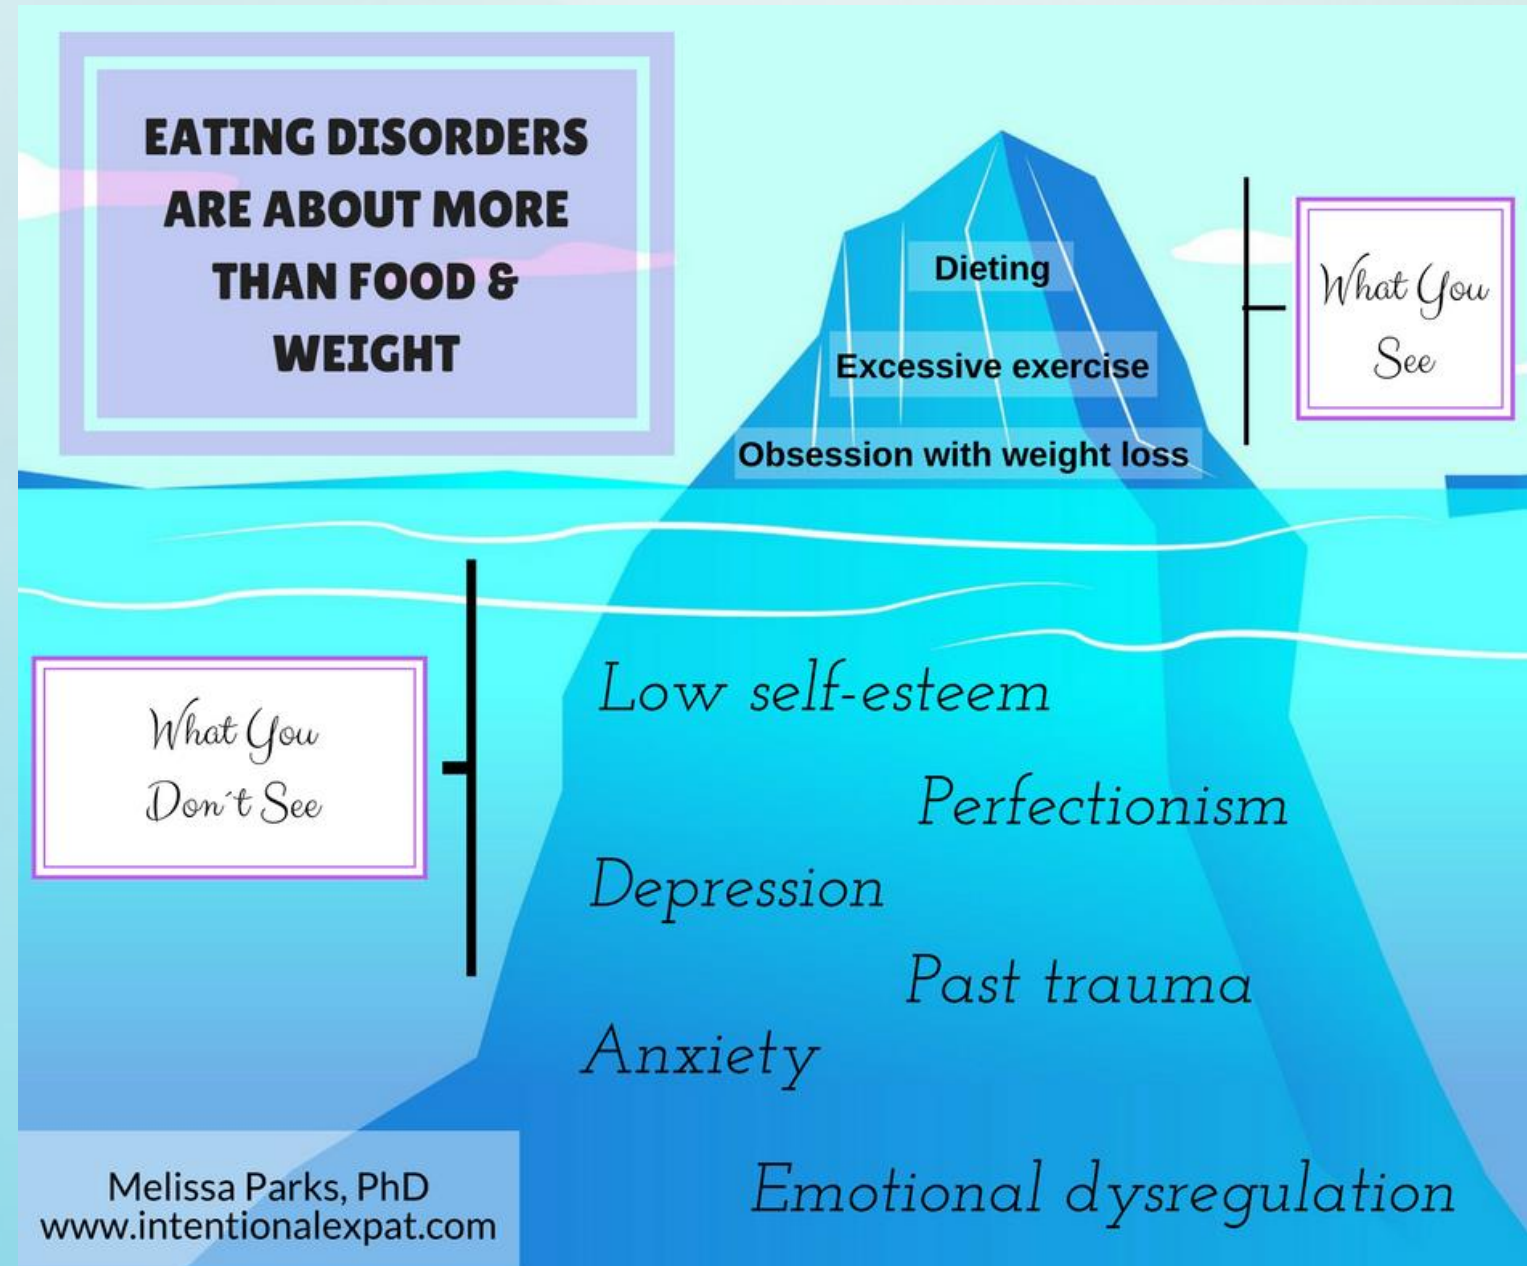 EATING DISORDERS
ARE ABOUT MORE
THAN FOOD &
WEIGHT
Dieting
Excessive exercise
Obsession with weight loss
What You
See
What You
Don´t See
Low self-esteem
Perfectionism
Depression
Past trauma
Anxiety
Emotional dysregulation
Melissa Parks, PhD
www.intentionalexpat.com